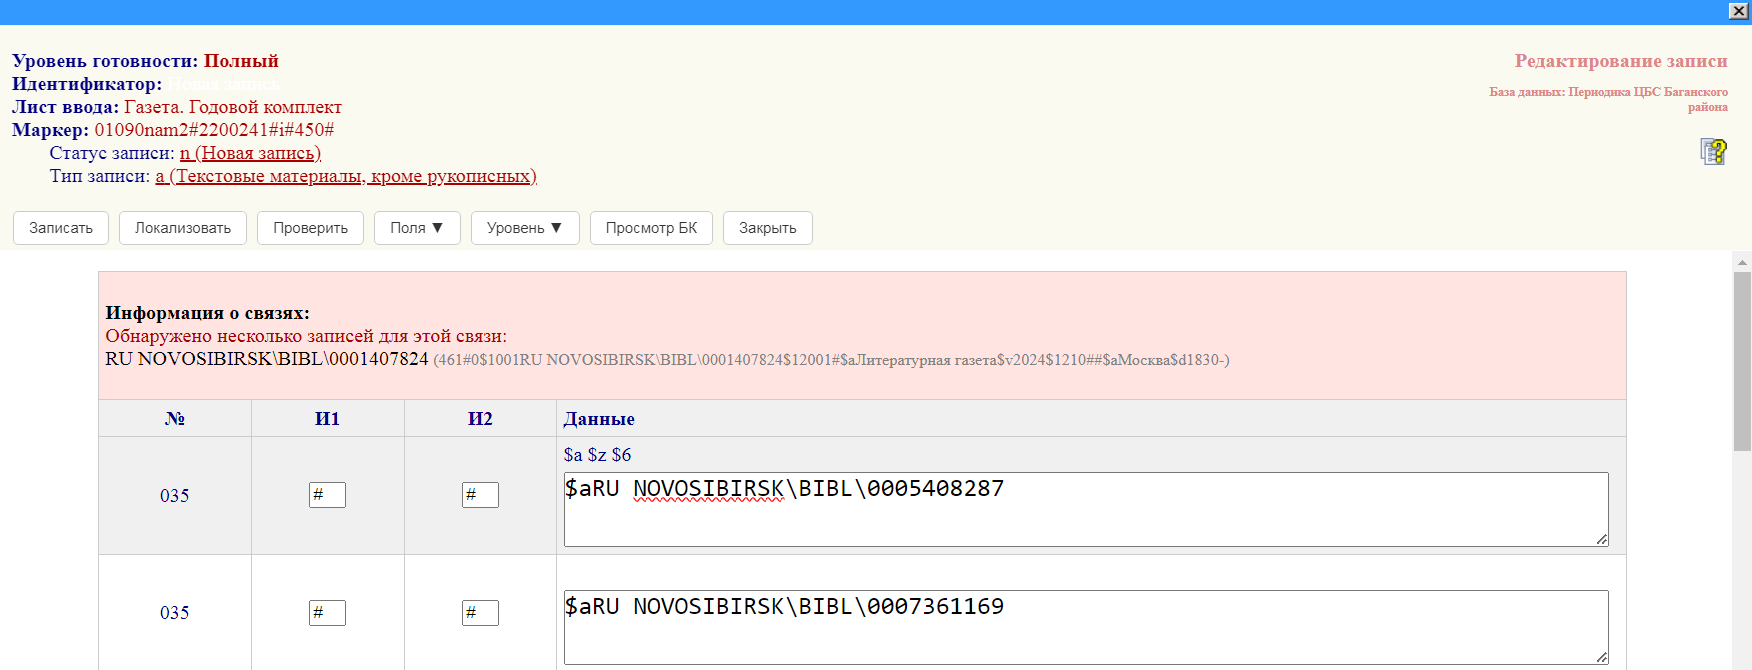 Уровень готовности: Полный
Идентификатор: Новая запись
Лист ввода: Газета. Годовой комплект
Маркер: 01090nam2#2200241#i#450#
Статус записи: n (Новая запись)
Тип записи: a (Текстовые материалы, кроме рукописных)
Редактирование записи
База данных: Периодика ЦБС Баганского
района
Записать Локализовать Проверить Поля ▼ Уровень ▼ Просмотр БК Закрыть
Информация о связях:
Обнаружено несколько записей для этой связи:
RU NOVOSIBIRSK\BIBL\0001407824 (461#0$1001RU NOVOSIBIRSK\BIBL\0001407824$12001#$aЛитературная газета$v2024$1210##$aМосква$d1830-)
№ И1 И2 Данные
$a $z $6
035 # # $aRU NOVOSIBIRSK\BIBL\0005408287
035 # # $aRU NOVOSIBIRSK\BIBL\0007361169